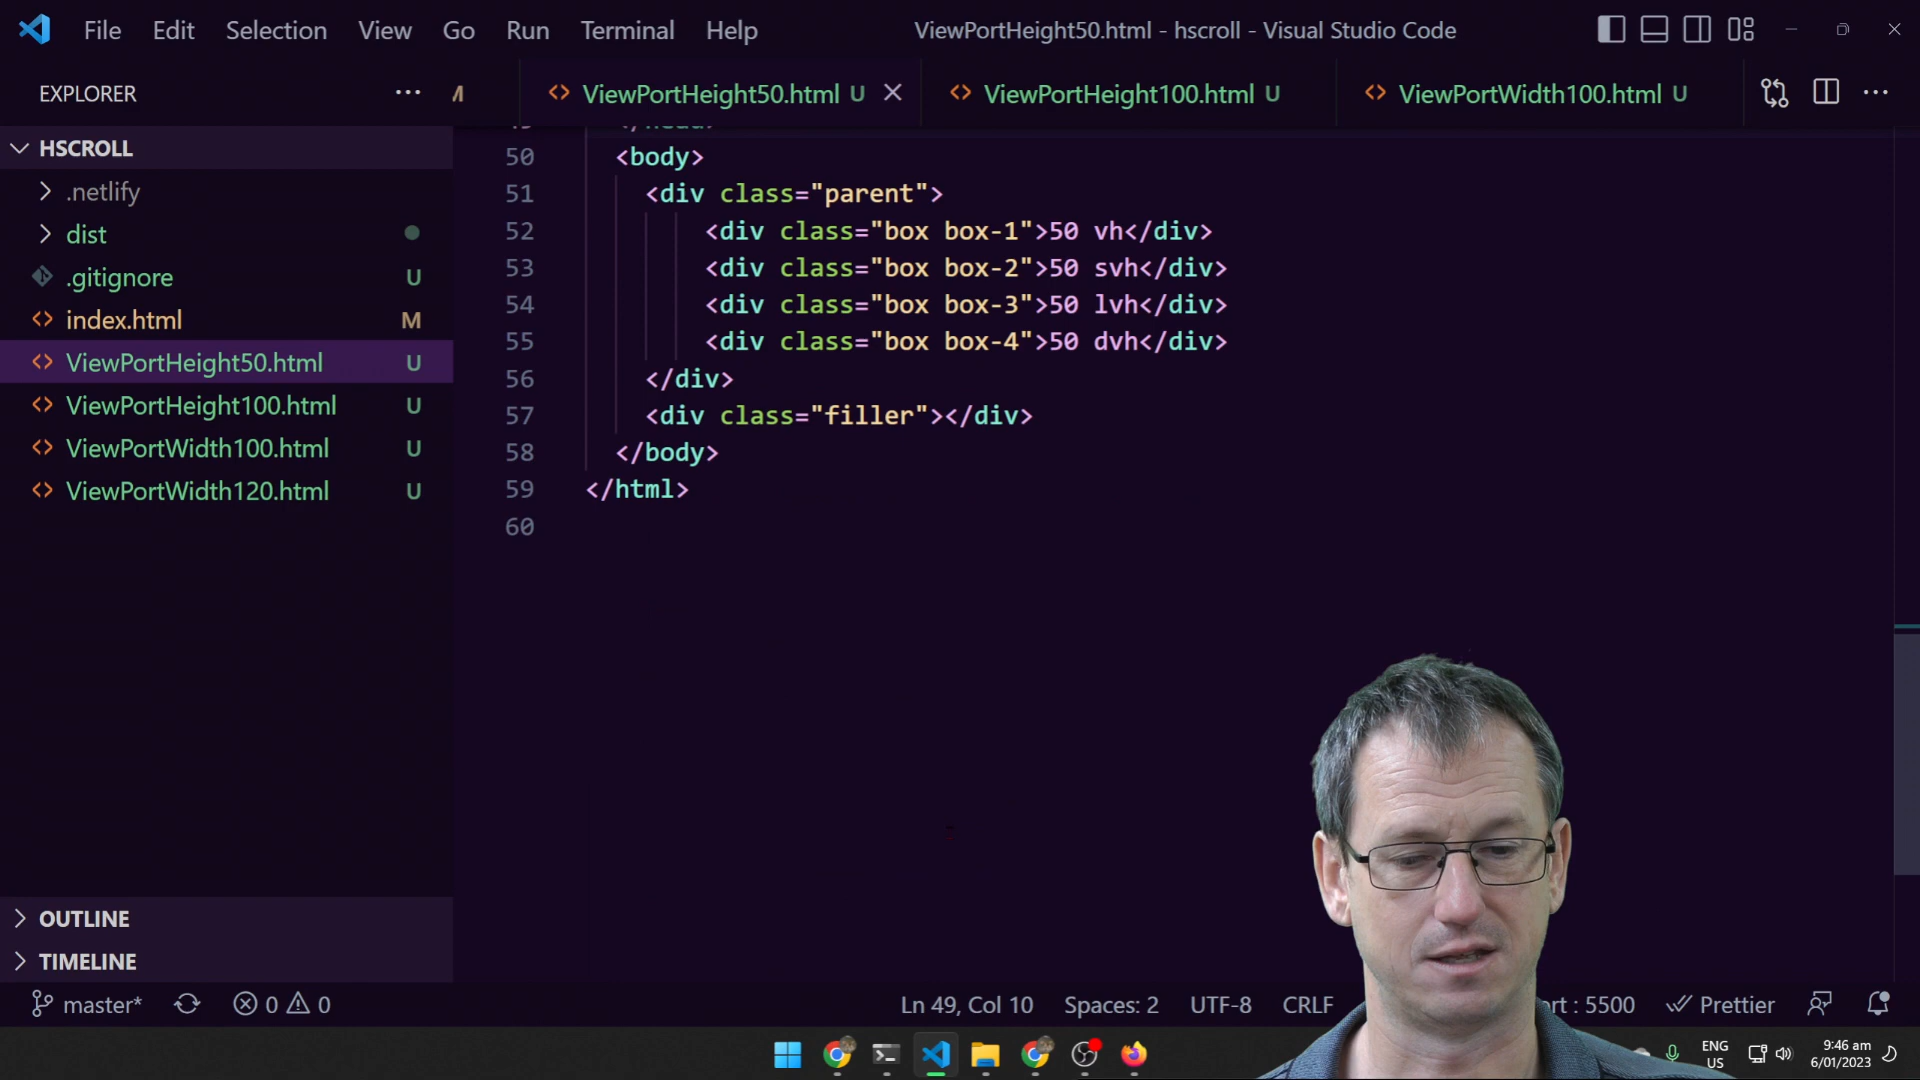 File Edit Selection View Go Run Terminal Help
ViewPortHeight50.html - hscroll - Visual Studio Code
EXPLORER
ViewPortHeight50.html U
ViewPortHeight100.html U
ViewPortWidth100.html U
HSCROLL
.netlify
dist
.gitignore U
index.html M
ViewPortHeight50.html U
ViewPortHeight100.html U
ViewPortWidth100.html U
ViewPortWidth120.html U
50 <body>
51 <div class="parent">
52 <div class="box box-1">50 vh</div>
53 <div class="box box-2">50 svh</div>
54 <div class="box box-3">50 lvh</div>
55 <div class="box box-4">50 dvh</div>
56 </div>
57 <div class="filler"></div>
58 </body>
59 </html>
60
OUTLINE
TIMELINE
master* 0 0
Ln 49, Col 10 Spaces: 2 UTF-8 CRLF
: 5500 Prettier
ENG
US
9:46 am
6/01/2023